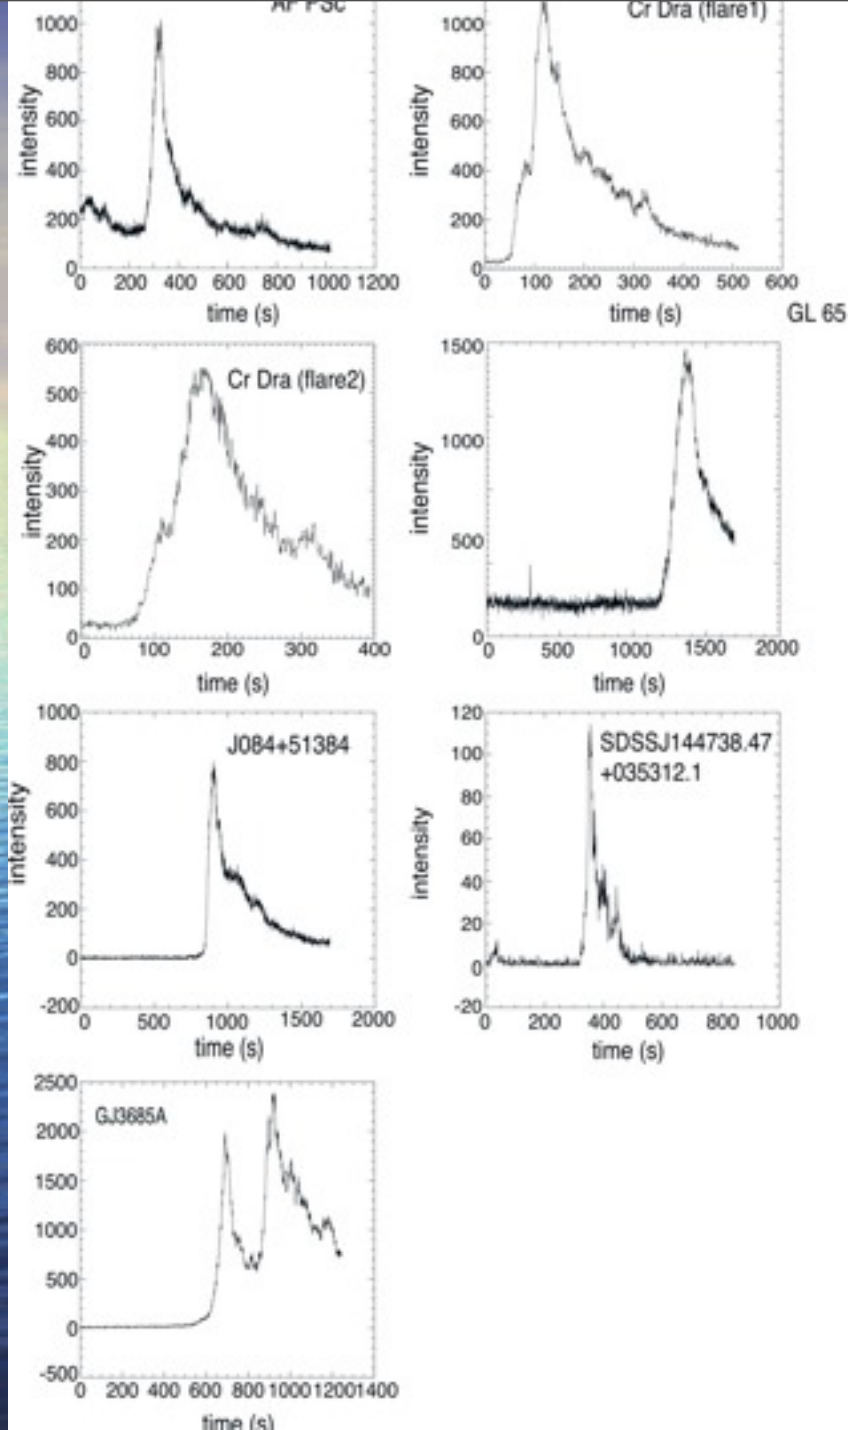 AF PSc
1000
800
600
400
200
0
intensity
0 200 400 600 800 1000 1200
time (s)
Cr Dra (flare1)
1000
800
600
400
200
0
intensity
0 100 200 300 400 500 600
time (s)
GL 65
600
500
400
300
200
100
0
intensity
Cr Dra (flare2)
0 100 200 300 400
time (s)
1500
1000
500
0
intensity
0 500 1000 1500 2000
time (s)
1000
800
600
400
200
0
-200
intensity
J084+51384
0 500 1000 1500 2000
time (s)
120
100
80
60
40
20
0
-20
intensity
SDSSJ144738.47
+035312.1
0 200 400 600 800 1000
time (s)
2500
2000
1500
1000
500
0
-500
GJ3685A
0 200 400 600 800 1000 1200 1400
time (s)